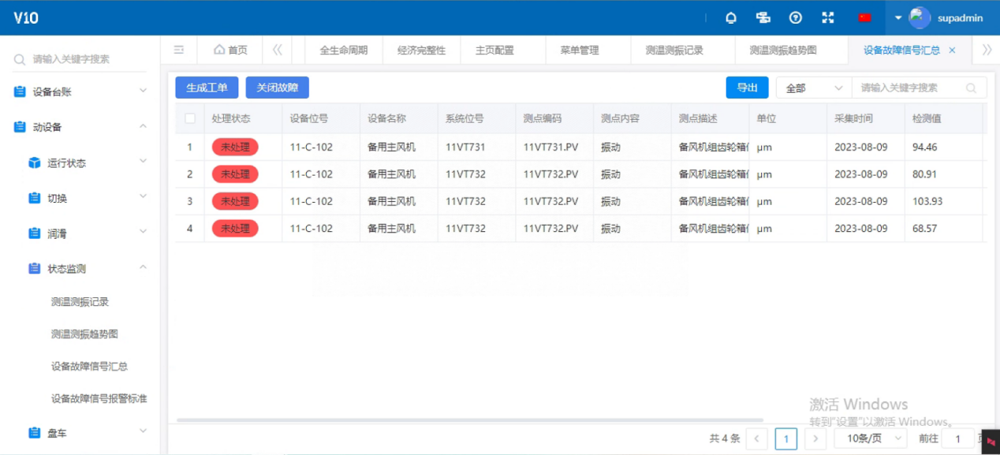 V10
supadmin
请输入关键字搜索
首页
全生命周期
经济完整性
主页配置
菜单管理
测温测振记录
测温测振趋势图
设备故障信号汇总
设备台账
动设备
运行状态
切换
润滑
状态监测
测温测振记录
测温测振趋势图
设备故障信号汇总
设备故障信号报警标准
盘车
生成工单 关闭故障 导出 全部 请输入关键字搜索
处理状态 设备位号 设备名称 系统位号 测点编码 测点内容 测点描述 单位 采集时间 检测值
1 未处理 11-C-102 备用主风机 11VT731 11VT731.PV 振动 备风机组齿轮箱 μm 2023-08-09 94.46
2 未处理 11-C-102 备用主风机 11VT732 11VT732.PV 振动 备风机组齿轮箱 μm 2023-08-09 80.91
3 未处理 11-C-102 备用主风机 11VT732 11VT732.PV 振动 备风机组齿轮箱 μm 2023-08-09 103.93
4 未处理 11-C-102 备用主风机 11VT732 11VT732.PV 振动 备风机组齿轮箱 μm 2023-08-09 68.57
激活 Windows
转到"设置"以激活 Windows。
共 4 条 1 10条/页 前往 1